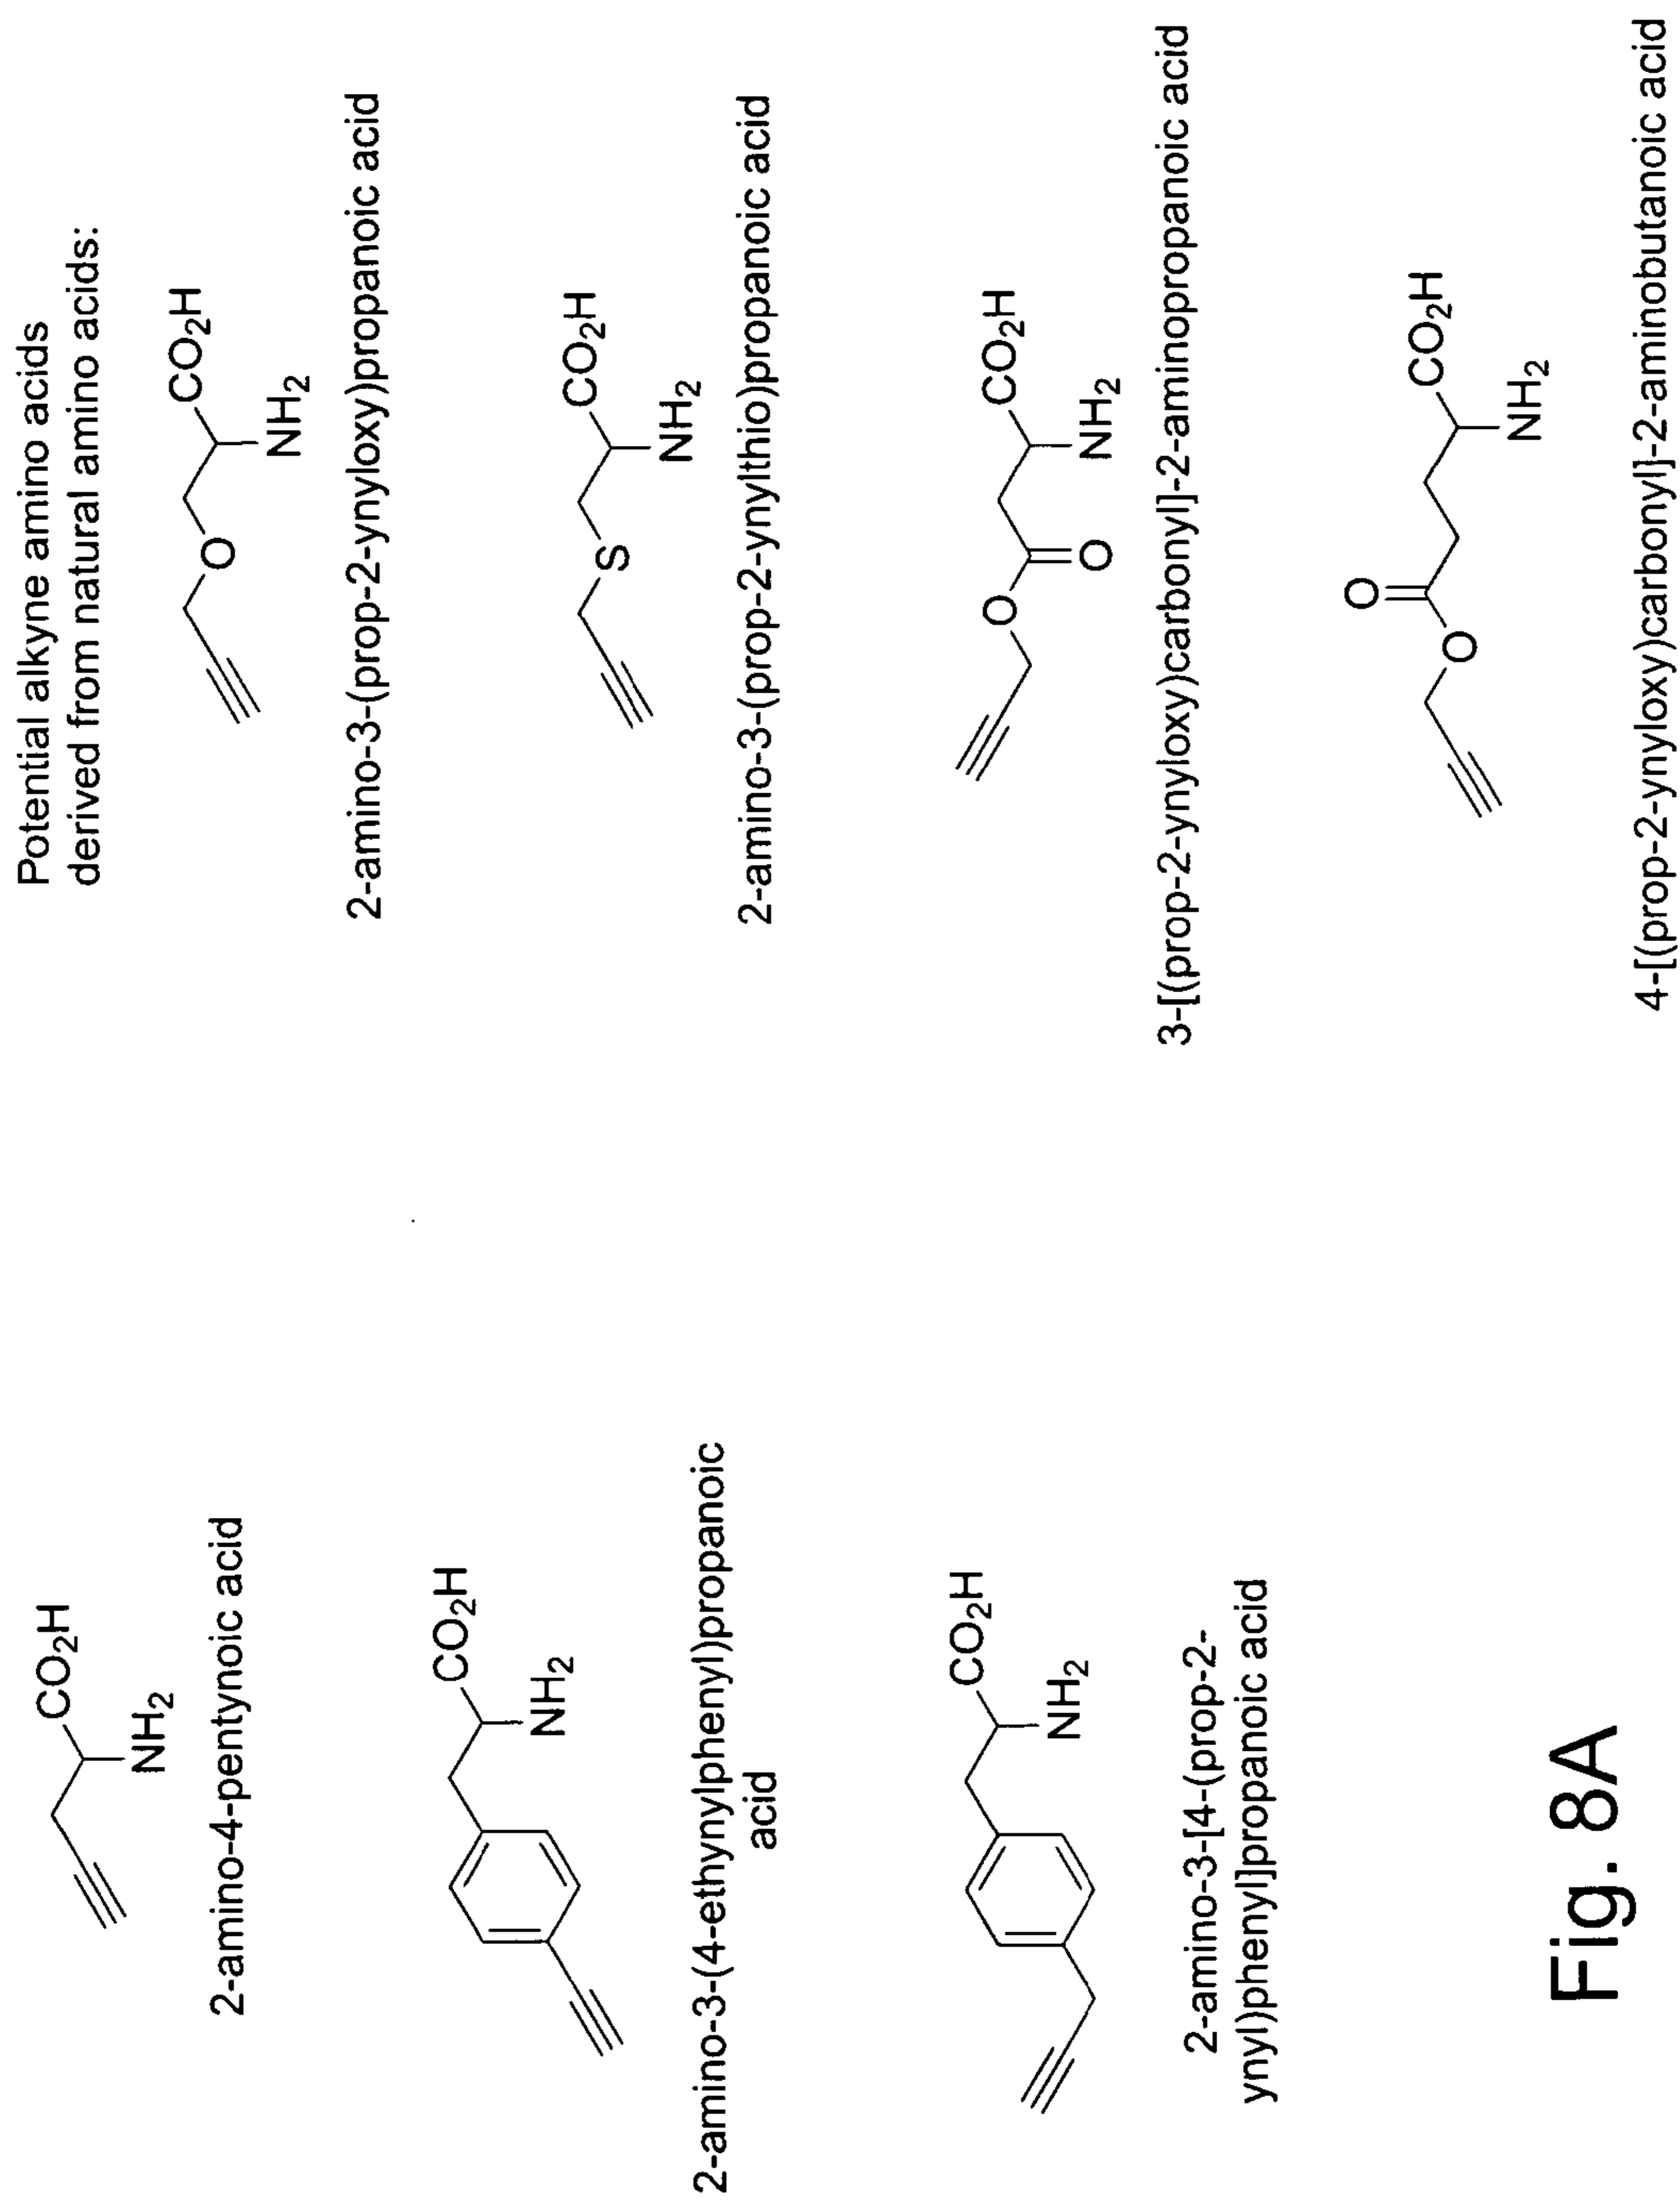 CO₂H
NH₂
2-amino-4-pentynoic acid
CO₂H
NH₂
2-amino-3-(4-ethynylphenyl)propanoic
acid
CO₂H
NH₂
2-amino-3-[4-(prop-2-
ynyl)phenyl]propanoic acid
Potential alkyne amino acids
derived from natural amino acids:
O
CO₂H
NH₂
2-amino-3-(prop-2-ynyloxy)propanoic acid
S
CO₂H
NH₂
2-amino-3-(prop-2-ynylthio)propanoic acid
O
O
CO₂H
NH₂
3-[(prop-2-ynyloxy)carbonyl]-2-aminopropanoic acid
O
O
CO₂H
NH₂
4-[(prop-2-ynyloxy)carbonyl]-2-aminobutanoic acid
Fig. 8A